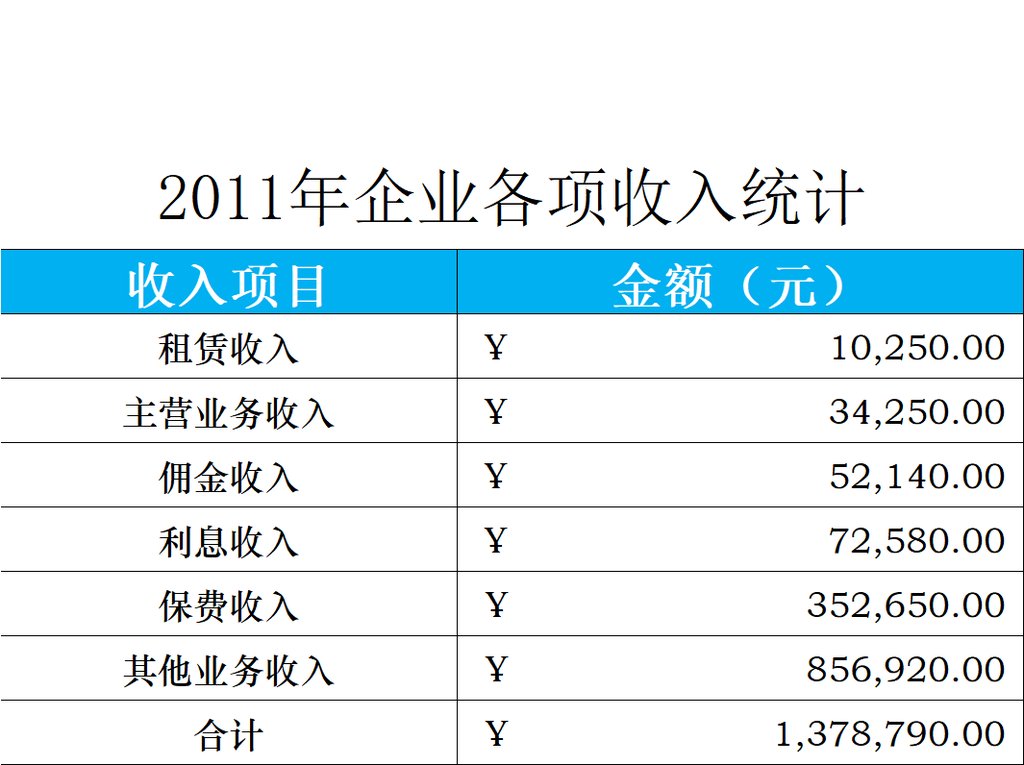 2011年企业各项收入统计
收入项目 金额（元）
租赁收入 ¥ 10,250.00
主营业务收入 ¥ 34,250.00
佣金收入 ¥ 52,140.00
利息收入 ¥ 72,580.00
保费收入 ¥ 352,650.00
其他业务收入 ¥ 856,920.00
合计 ¥ 1,378,790.00